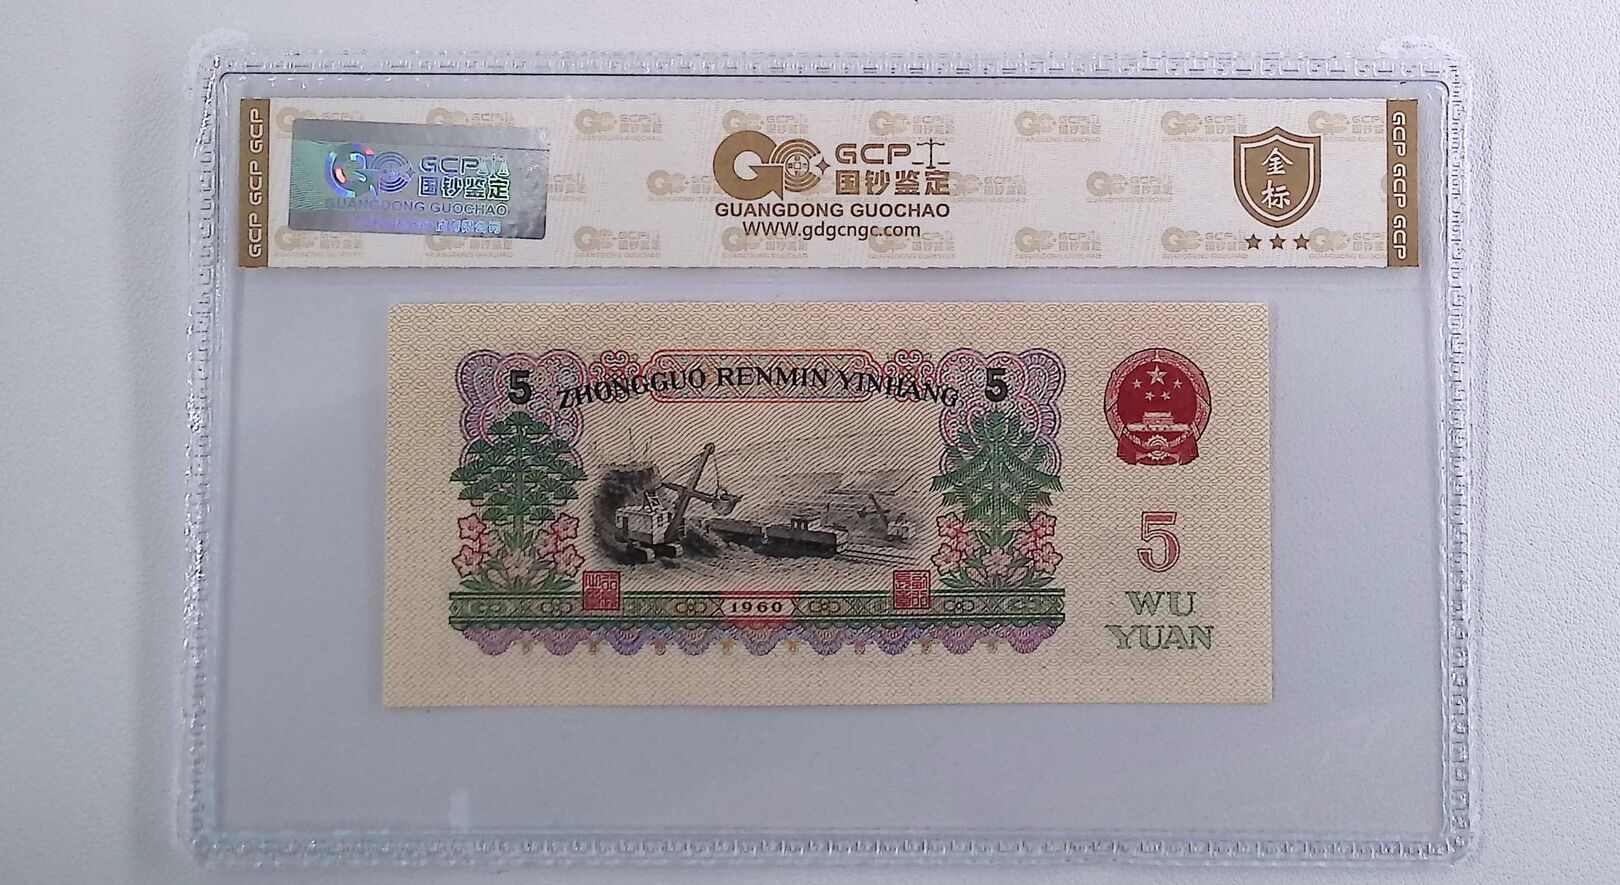 GCP GCP GCP
GCP
国钞鉴定
GUANGDONG GUOCHAO
GCP
国钞鉴定
GUANGDONG GUOCHAO
WWW.gdgcngc.com
金标
GCP GCP GCP
5 ZHONGGUO RENMIN YINHANG 5
5
1960
WU
YUAN